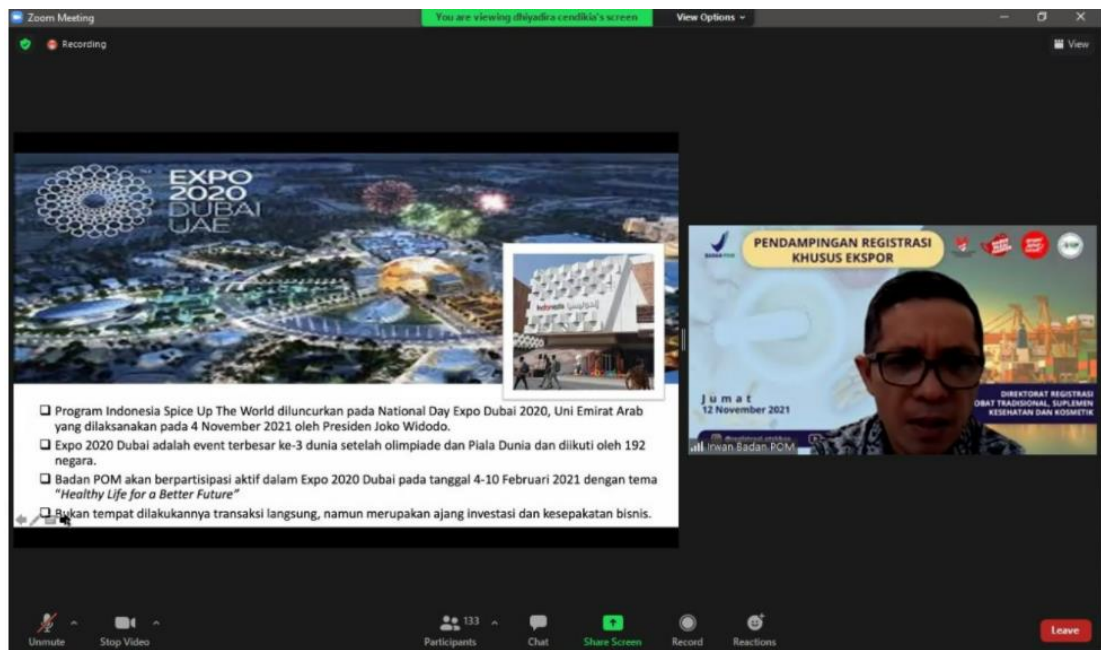 Zoom Meeting
You are viewing dhiyadira cendikia's screen
View Options
Recording
View
EXPO
2020
DUBAI
UAE
Program Indonesia Spice Up The World diluncurkan pada National Day Expo Dubai 2020, Uni Emirat Arab
yang dilaksanakan pada 4 November 2021 oleh Presiden Joko Widodo.
Expo 2020 Dubai adalah event terbesar ke-3 dunia setelah olimpiade dan Piala Dunia dan diikuti oleh 192
negara.
Badan POM akan berpartisipasi aktif dalam Expo 2020 Dubai pada tanggal 4-10 Februari 2021 dengan tema
"Healthy Life for a Better Future"
Bukan tempat dilakukannya transaksi langsung, namun merupakan ajang investasi dan kesepakatan bisnis.
BADAN POM
PENDAMPINGAN REGISTRASI
KHUSUS EKSPOR
Jumat
12 November 2021
DIREKTORAT REGISTRASI
OBAT TRADISIONAL, SUPLEMEN
KESEHATAN DAN KOSMETIK
Irwan Badan POM
Unmute
Stop Video
Participants
133
Chat
Share Screen
Record
Reactions
Leave